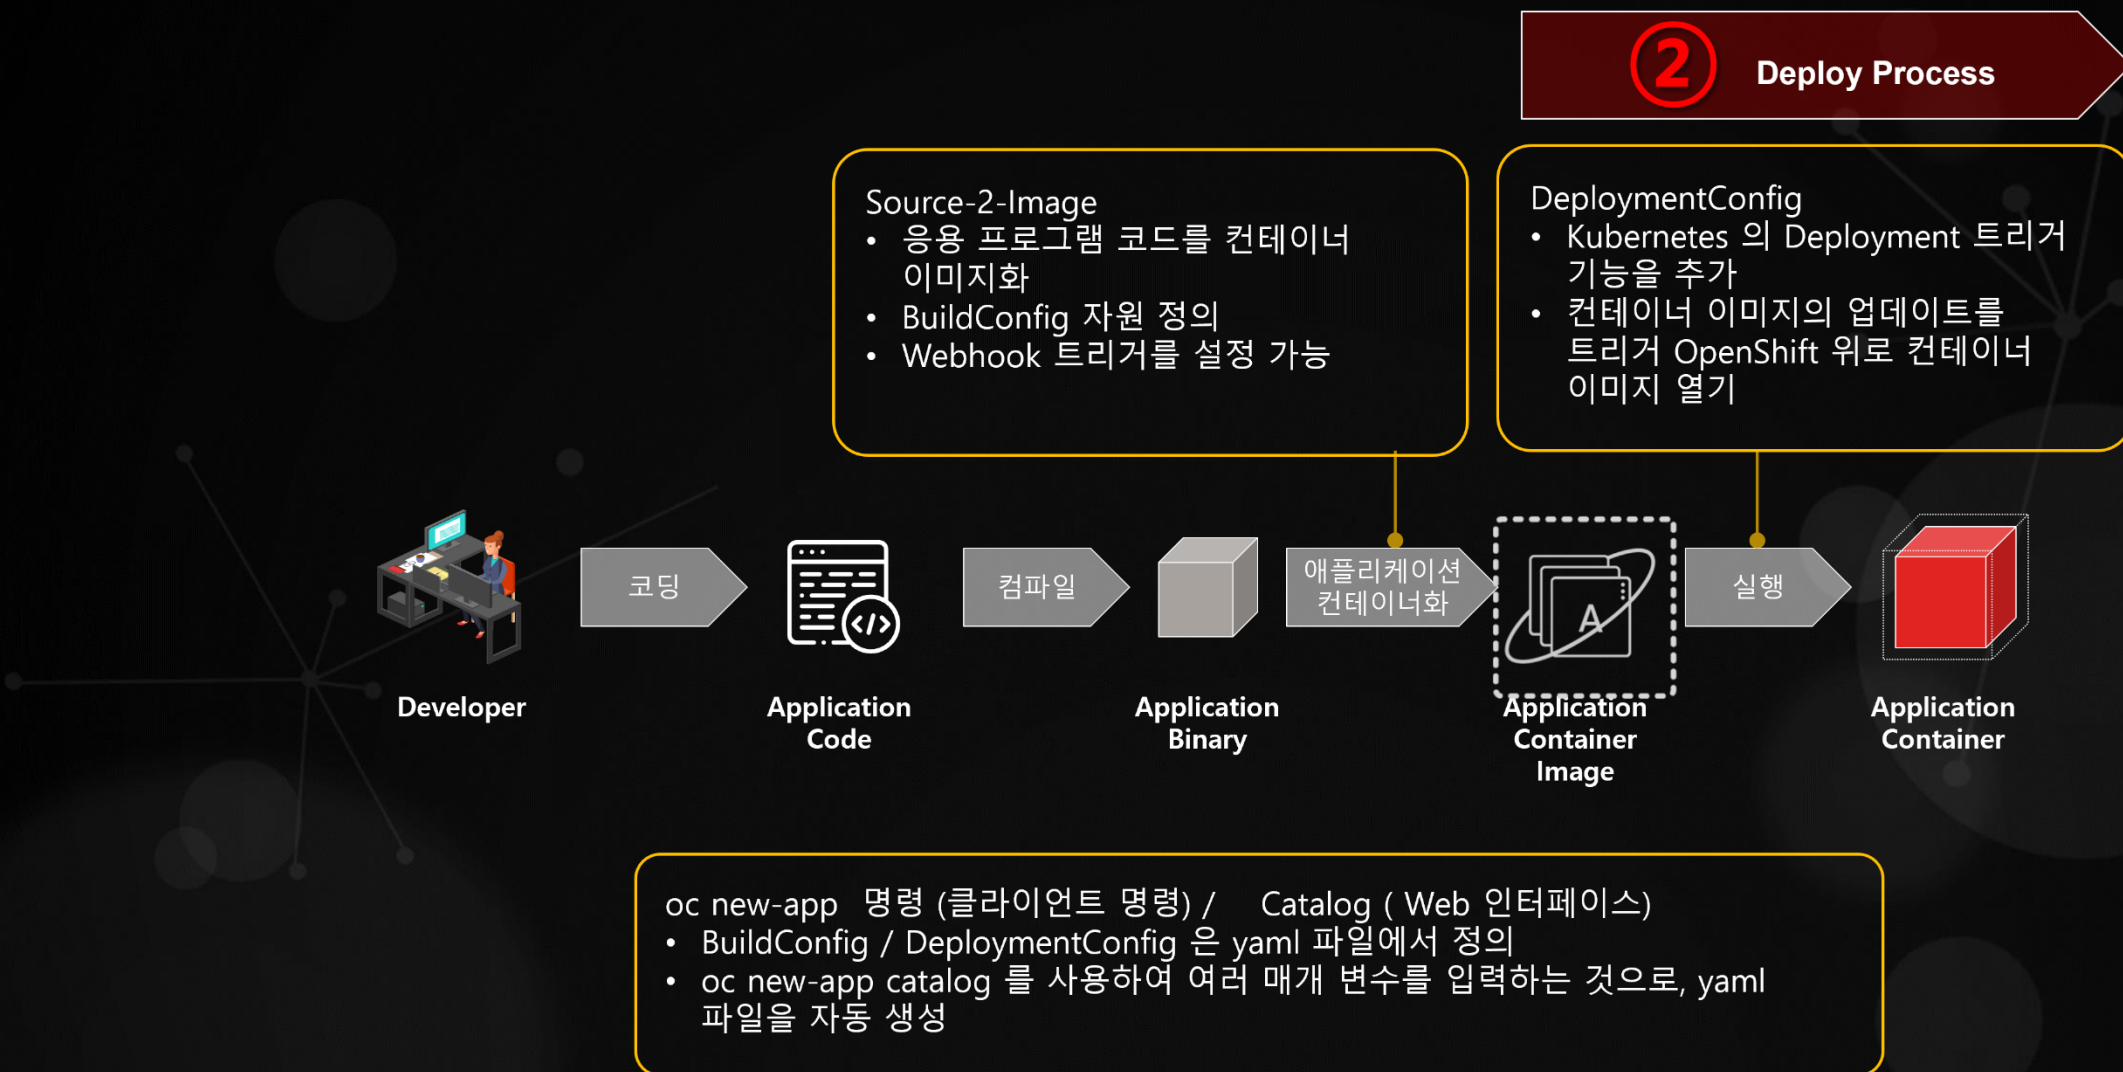 ② Deploy Process
Source-2-Image
• 응용 프로그램 코드를 컨테이너
이미지화
• BuildConfig 자원 정의
• Webhook 트리거를 설정 가능
DeploymentConfig
• Kubernetes 의 Deployment 트리거
기능을 추가
• 컨테이너 이미지의 업데이트를
트리거 OpenShift 위로 컨테이너
이미지 열기
코딩
컴파일
애플리케이션
컨테이너화
A
실행
Developer
Application
Code
Application
Binary
Application
Container
Image
Application
Container
oc new-app 명령 (클라이언트 명령) / Catalog ( Web 인터페이스)
• BuildConfig / DeploymentConfig 은 yaml 파일에서 정의
• oc new-app catalog 를 사용하여 여러 매개 변수를 입력하는 것으로, yaml
파일을 자동 생성